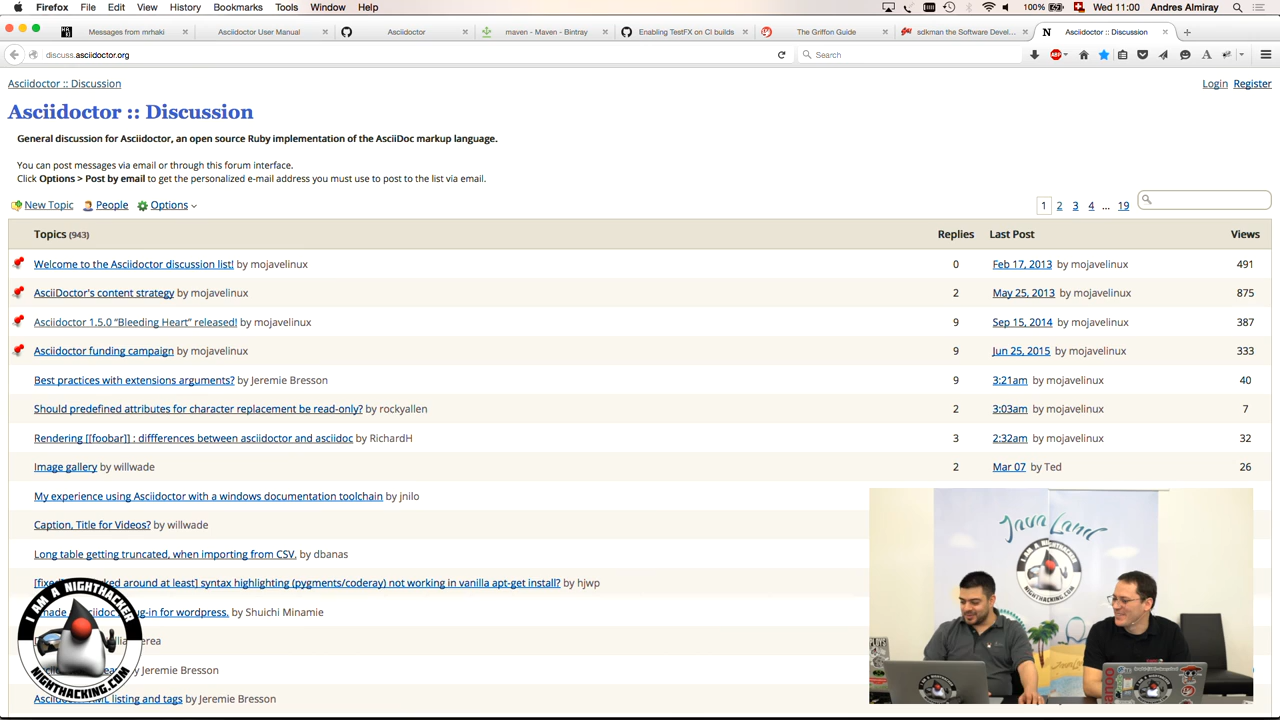 Firefox File Edit View History Bookmarks Tools Window Help 100% Wed 11:00 Andres Almiray
Messages from mrhaki Asciidoctor User Manual Asciidoctor maven - Maven - Bintray Enabling TestFX on CI builds The Griffon Guide sdkman the Software Devel... Asciidoctor :: Discussion
discuss.asciidoctor.org Search
Asciidoctor :: Discussion Login Register
Asciidoctor :: Discussion
General discussion for Asciidoctor, an open source Ruby implementation of the AsciiDoc markup language.
You can post messages via email or through this forum interface.
Click Options > Post by email to get the personalized e-mail address you must use to post to the list via email.
New Topic People Options 1 2 3 4 ... 19
Topics (943) Replies Last Post Views
Welcome to the Asciidoctor discussion list! by mojavelinux 0 Feb 17, 2013 by mojavelinux 491
AsciiDoctor's content strategy by mojavelinux 2 May 25, 2013 by mojavelinux 875
Asciidoctor 1.5.0 “Bleeding Heart” released! by mojavelinux 9 Sep 15, 2014 by mojavelinux 387
Asciidoctor funding campaign by mojavelinux 9 Jun 25, 2015 by mojavelinux 333
Best practices with extensions arguments? by Jeremie Bresson 9 3:21am by mojavelinux 40
Should predefined attributes for character replacement be read-only? by rockyallen 2 3:03am by mojavelinux 7
Rendering [[foobar]] : diffferences between asciidoctor and asciidoc by RichardH 3 2:32am by mojavelinux 32
Image gallery by willwade 2 Mar 07 by Ted 26
My experience using Asciidoctor with a windows documentation toolchain by jnilo
Caption, Title for Videos? by willwade
Long table getting truncated, when importing from CSV. by dbanas
around at least] syntax highlighting (pygments/coderay) not working in vanilla apt-get install? by hjwp
for wordpress. by Shuichi Minamie
by Jeremie Bresson
listing and tags by Jeremie Bresson
I AM A NIGHTHACKER
NIGHTHACKING.COM
Java Land
I AM A NIGHTHACKER
NIGHTHACKING.COM